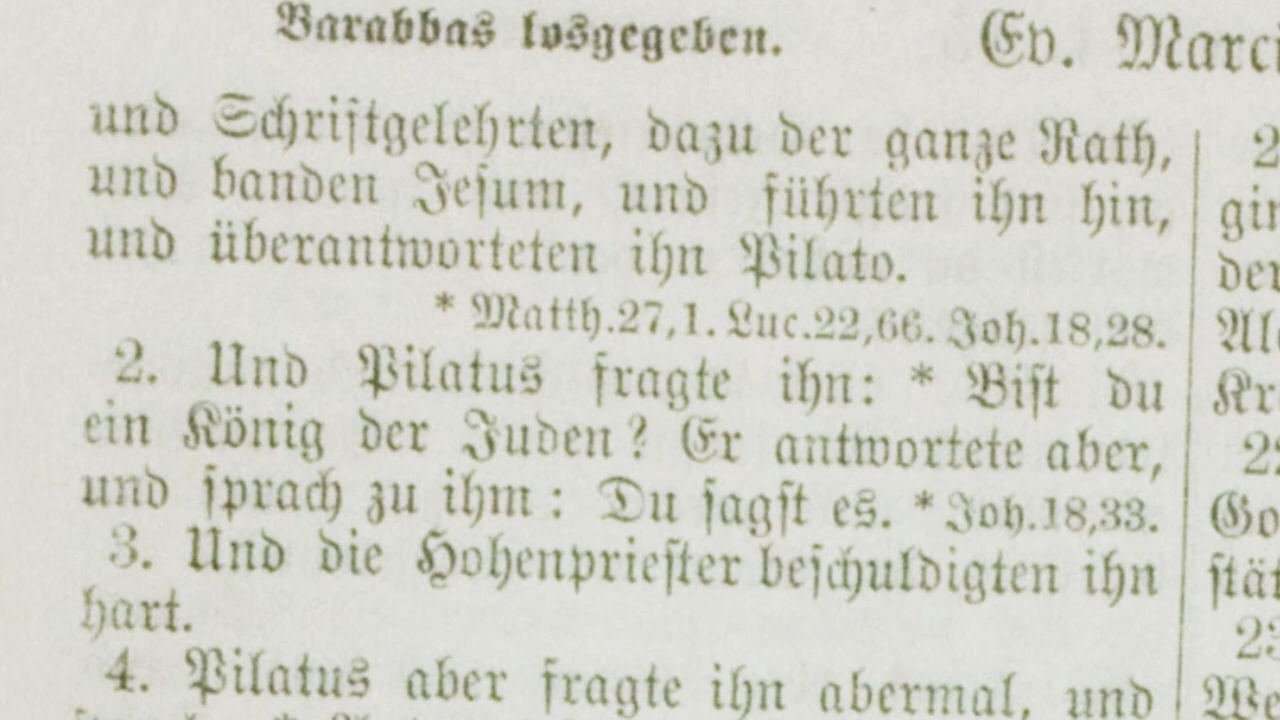 Barabbas losgegeben.
Ev. Marci
und Schriftgelehrten, dazu der ganze Rath,
und banden Jesum, und führten ihn hin,
und überantworteten ihn Pilato.
* Matth.27,1. Luc.22,66. Joh.18,28.
2. Und Pilatus fragte ihn: * Bist du
ein König der Juden? Er antwortete aber,
und sprach zu ihm: Du sagst es. * Joh.18,33.
3. Und die Hohenpriester beschuldigten ihn
hart.
4. Pilatus aber fragte ihn abermal, und